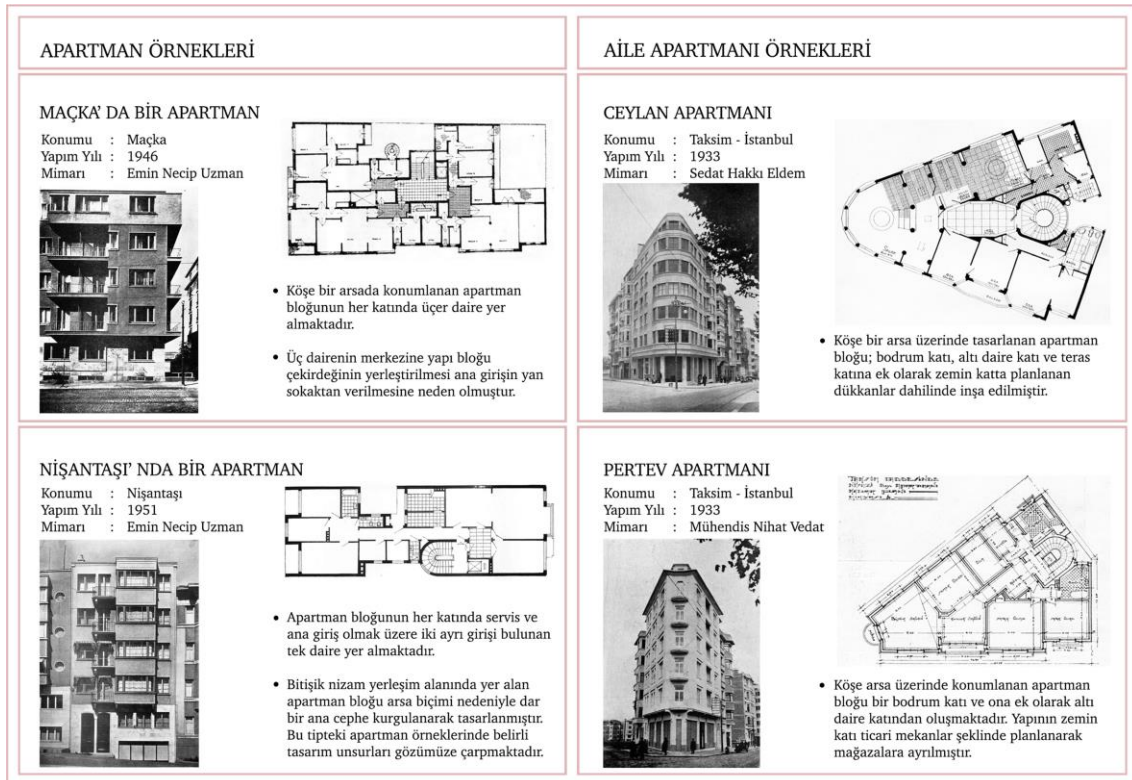 APARTMAN ÖRNEKLERİ
MAÇKA' DA BİR APARTMAN
Konumu : Maçka
Yapım Yılı : 1946
Mimarı : Emin Necip Uzman
• Köşe bir arsada konumlanan apartman
bloğunun her katında üçer daire yer
almaktadır.
• Üç dairenin merkezine yapı bloğu
çekirdeğinin yerleştirilmesi ana girişin yan
sokaktan verilmesine neden olmuştur.
NİŞANTAŞI' NDA BİR APARTMAN
Konumu : Nişantaşı
Yapım Yılı : 1951
Mimarı : Emin Necip Uzman
• Apartman bloğunun her katında servis ve
ana giriş olmak üzere iki ayrı girişi bulunan
tek daire yer almaktadır.
• Bitişik nizam yerleşim alanında yer alan
apartman bloğu arsa biçimi nedeniyle dar
bir ana cephe kurgulanarak tasarlanmıştır.
Bu tipteki apartman örneklerinde belirli
tasarım unsurları gözümüze çarpmaktadır.
AİLE APARTMANI ÖRNEKLERİ
CEYLAN APARTMANI
Konumu : Taksim - İstanbul
Yapım Yılı : 1933
Mimarı : Sedat Hakkı Eldem
• Köşe bir arsa üzerinde tasarlanan apartman
bloğu; bodrum katı, altı daire katı ve teras
katına ek olarak zemin katta planlanan
dükkanlar dahilinde inşa edilmiştir.
PERTEV APARTMANI
Konumu : Taksim - İstanbul
Yapım Yılı : 1933
Mimarı : Mühendis Nihat Vedat
• Köşe arsa üzerinde konumlanan apartman
bloğu bir bodrum katı ve ona ek olarak altı
daire katından oluşmaktadır. Yapının zemin
katı ticari mekanlar şeklinde planlanarak
mağazalara ayrılmıştır.